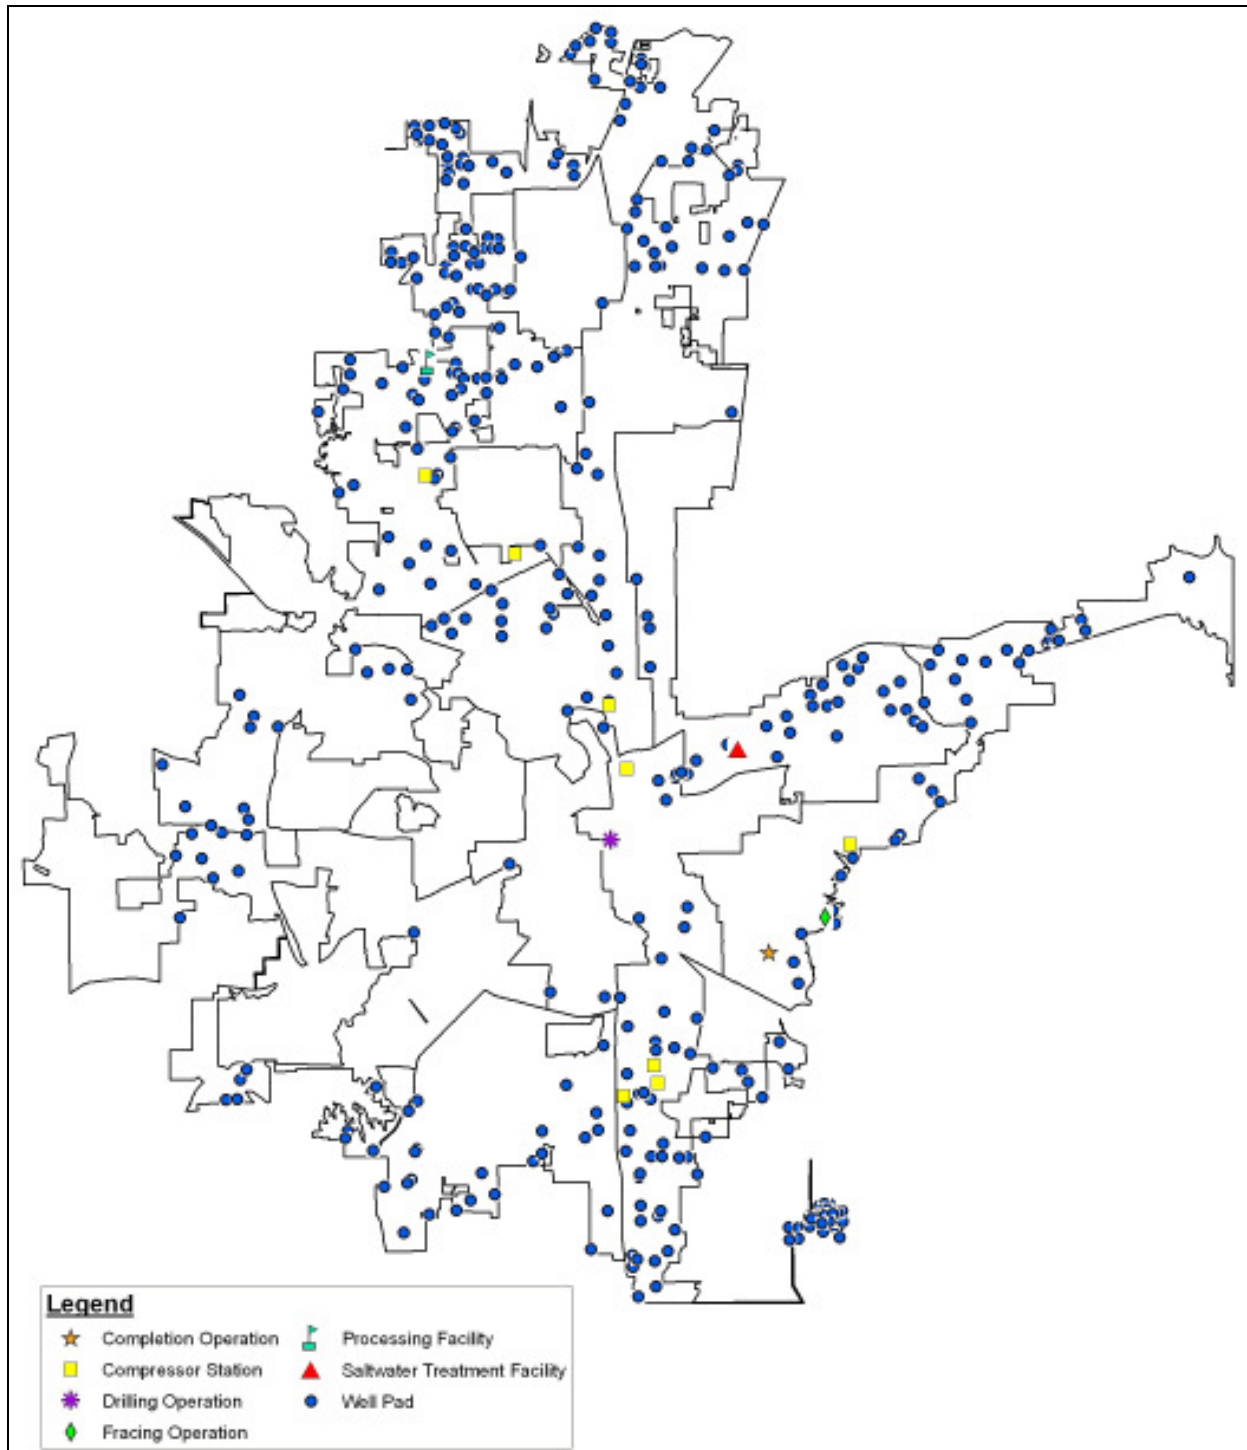 Legend
Completion Operation
Processing Facility
Compressor Station
Saltwater Treatment Facility
Drilling Operation
Well Pad
Fracing Operation